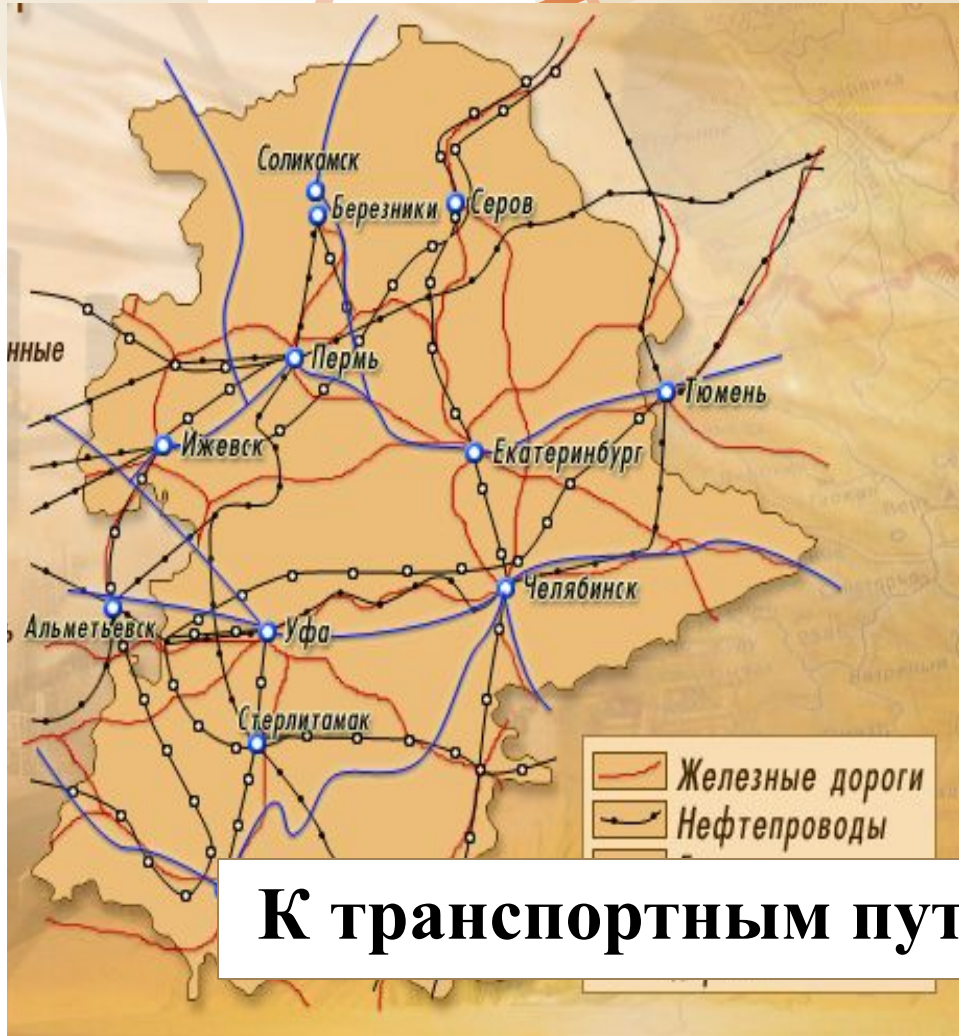 Соликамск
Березники
Серов
нные
Пермь
Тюмень
Ижевск
Екатеринбург
Челябинск
Альметьевск
Уфа
Стерлитамак
Железные дороги
Нефтепроводы
К транспортным пут